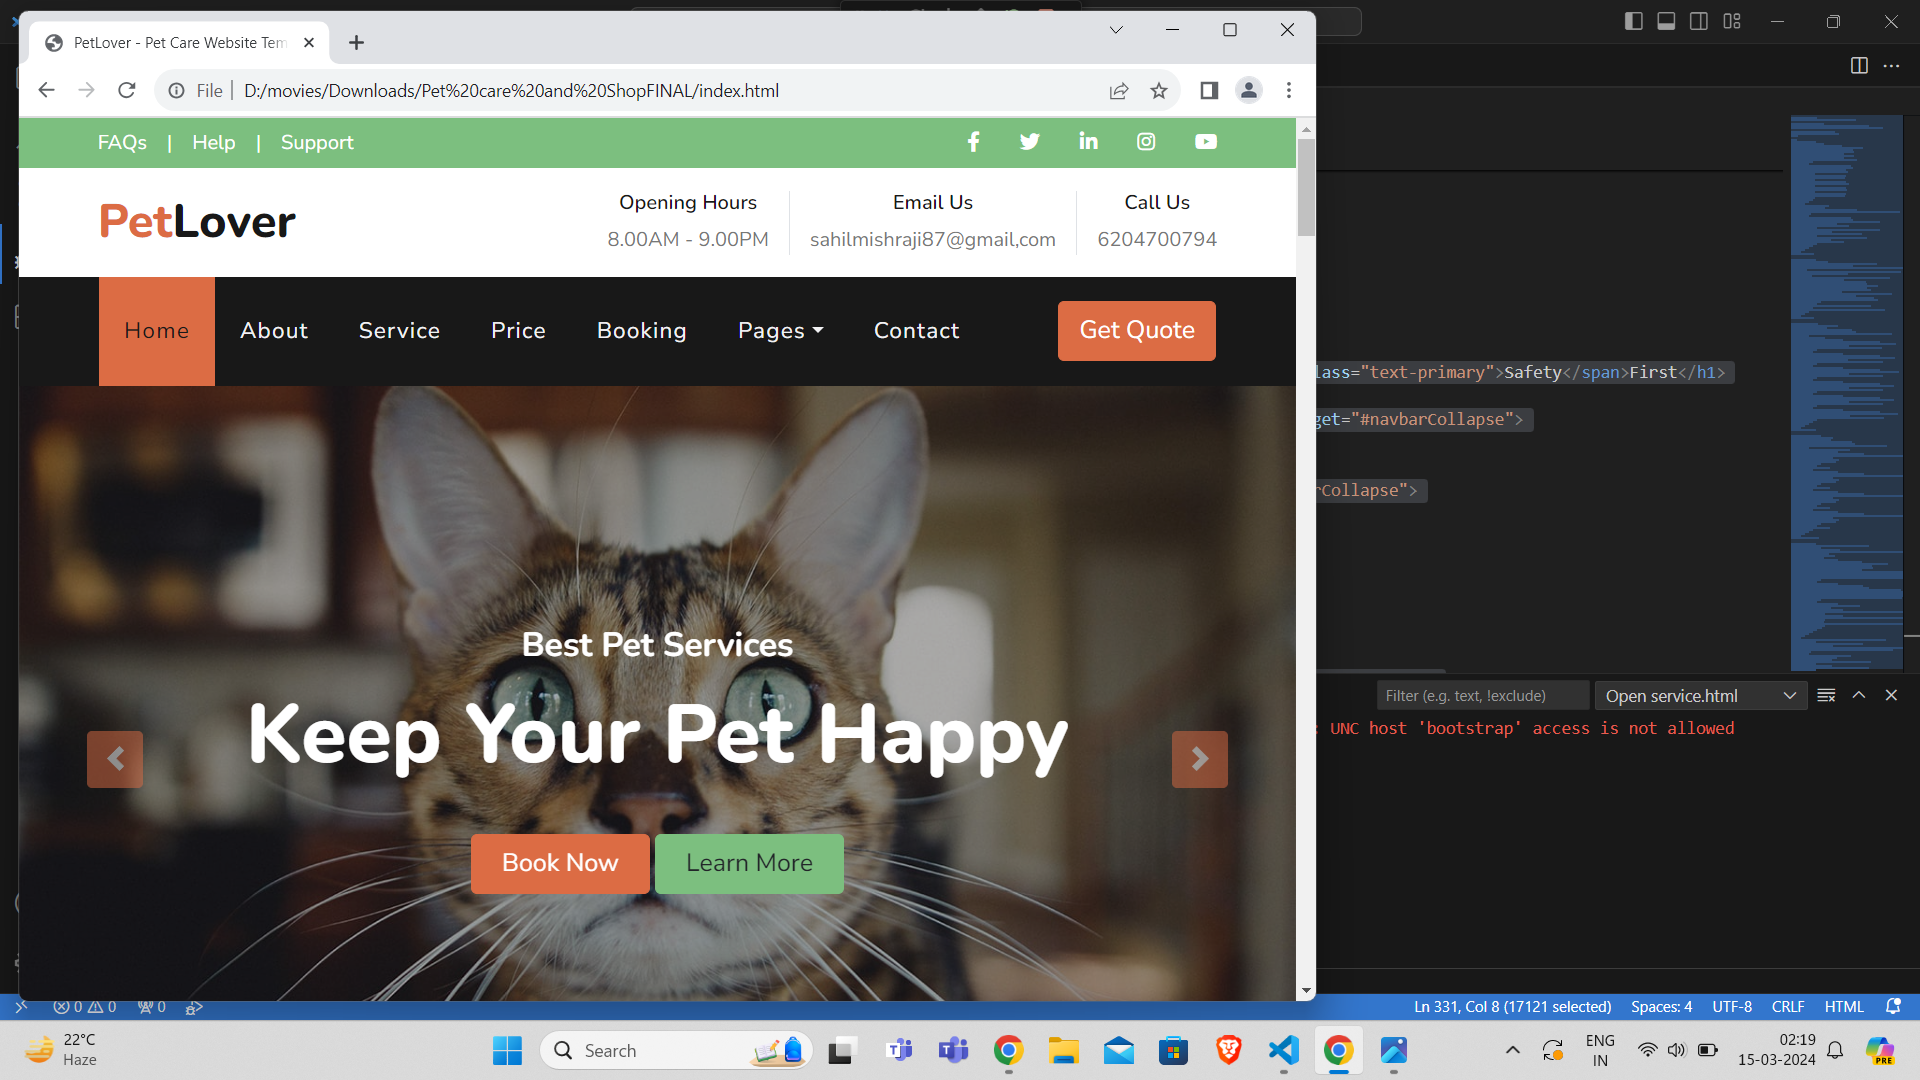 PetLover - Pet Care Website Tem
File | D:/movies/Downloads/Pet%20care%20and%20ShopFINAL/index.html
FAQs | Help | Support
PetLover
Opening Hours
8.00AM - 9.00PM
Email Us
sahilmishraji87@gmail,com
Call Us
6204700794
Home About Service Price Booking Pages Contact Get Quote
Best Pet Services
Keep Your Pet Happy
Book Now Learn More
lass="text-primary">Safety</span>First</h1>
get="#navbarCollapse">
rCollapse">
Filter (e.g. text, !exclude) Open service.html
: UNC host 'bootstrap' access is not allowed
0 0 0 Ln 331, Col 8 (17121 selected) Spaces: 4 UTF-8 CRLF HTML
22°C
Haze
Search
ENG
IN
02:19
15-03-2024
PRE